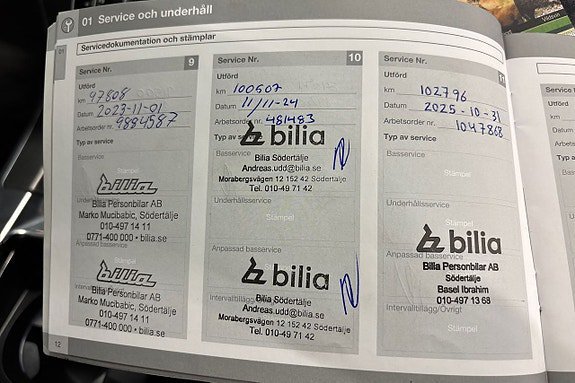 01 Service och underhåll
01
Servicedokumentation och stämplar
Service Nr. 9
Utförd
km 97808
Datum 2023-11-01
Arbetsorder nr. 9884587
Typ av service
Basservice
bilia
Bilia Personbilar AB
Marko Mucibabic, Södertälje
010-497 14 11
0771-400 000 • bilia.se
Anpassad basservice
bilia
Bilia Personbilar AB
Marko Mucibabic, Södertälje
010-497 14 11
0771-400 000 • bilia.se
Service Nr. 10
Utförd
km 100507
Datum 11/11-24
Arbetsorder nr. 481483
Typ av service
bilia
Basservice
Bilia Södertälje
Andreas.udd@bilia.se
Morabergsvägen 12 152 42 Södertälje
Tel. 010-49 71 42
Underhållsservice
Stämpel
Anpassad basservice
bilia
Bilia Södertälje
Andreas.udd@bilia.se
Morabergsvägen 12 152 42 Södertälje
Tel. 010-49 71 42
Service Nr. 11
Utförd
km 102796
Datum 2025-10-31
Arbetsorder nr. 1047868
Typ av service
Basservice
Stämpel
Underhållsservice
Stämpel
bilia
Anpassad basservice
Bilia Personbilar AB
Södertälje
Basel Ibrahim
010-497 13 68
Intervalltillägg/Övrigt
Stämpel
12